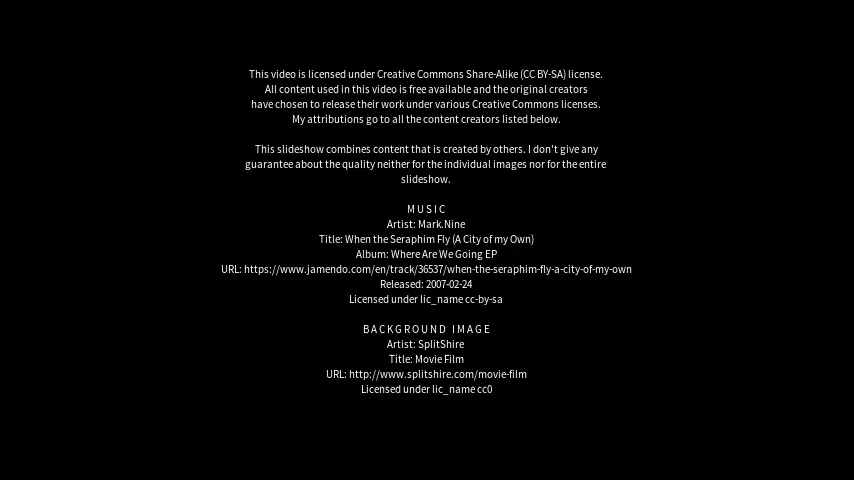 This video is licensed under Creative Commons Share-Alike (CC BY-SA) license.
All content used in this video is free available and the original creators
have chosen to release their work under various Creative Commons licenses.
My attributions go to all the content creators listed below.
This slideshow combines content that is created by others. I don't give any
guarantee about the quality neither for the individual images nor for the entire
slideshow.
MUSIC
Artist: Mark.Nine
Title: When the Seraphim Fly (A City of my Own)
Album: Where Are We Going EP
URL: https://www.jamendo.com/en/track/36537/when-the-seraphim-fly-a-city-of-my-own
Released: 2007-02-24
Licensed under lic_name cc-by-sa
BACKGROUND IMAGE
Artist: SplitShire
Title: Movie Film
URL: http://www.splitshire.com/movie-film
Licensed under lic_name cc0